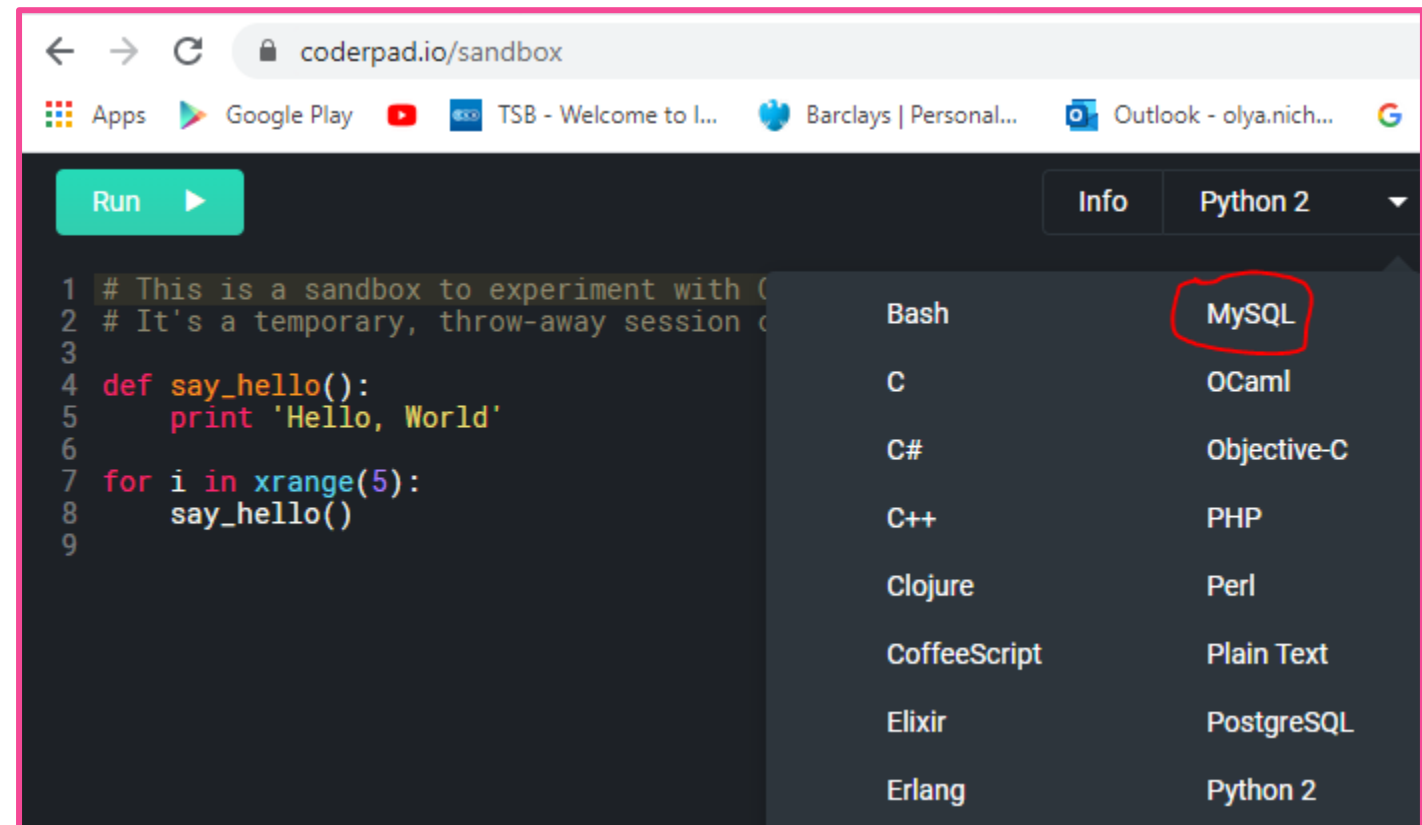 coderpad.io/sandbox
Apps Google Play TSB - Welcome to I... Barclays | Personal... Outlook - olya.nich...
Run Info Python 2
1 # This is a sandbox to experiment with
2 # It's a temporary, throw-away session
3
4 def say_hello():
5     print 'Hello, World'
6
7 for i in xrange(5):
8     say_hello()
9
Bash MySQL
C OCaml
C# Objective-C
C++ PHP
Clojure Perl
CoffeeScript Plain Text
Elixir PostgreSQL
Erlang Python 2